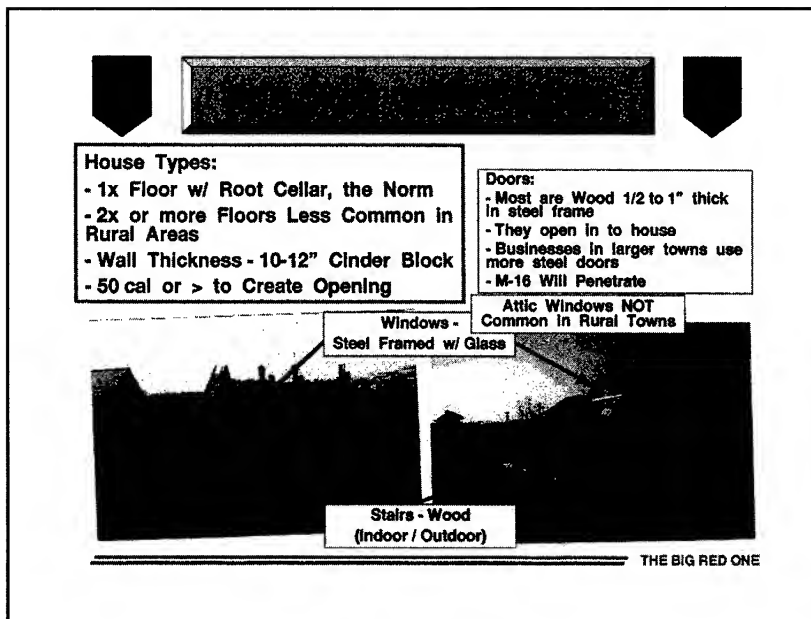 House Types:
- 1x Floor w/ Root Cellar, the Norm
- 2x or more Floors Less Common in
Rural Areas
- Wall Thickness - 10-12" Cinder Block
- 50 cal or > to Create Opening
Doors:
- Most are Wood 1/2 to 1" thick
in steel frame
- They open in to house
- Businesses in larger towns use
more steel doors
- M-16 Will Penetrate
Attic Windows NOT
Common in Rural Towns
Windows -
Steel Framed w/ Glass
Stairs - Wood
(Indoor / Outdoor)
THE BIG RED ONE